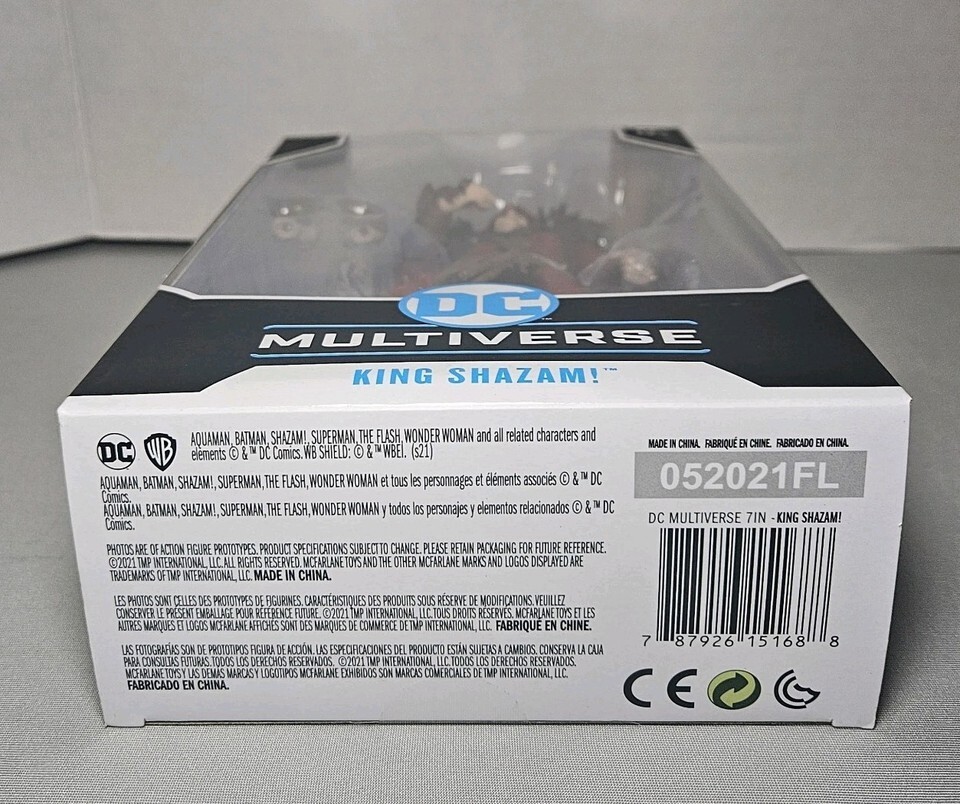 DC
MULTIVERSE
KING SHAZAM!™
DC WB AQUAMAN, BATMAN, SHAZAM!, SUPERMAN, THE FLASH, WONDER WOMAN and all related characters and
elements © & ™ DC Comics. WB SHIELD: © & ™ WBEI. (s21)
AQUAMAN, BATMAN, SHAZAM!, SUPERMAN, THE FLASH, WONDER WOMAN et tous les personnages et éléments associés © & ™ DC
Comics.
AQUAMAN, BATMAN, SHAZAM!, SUPERMAN, THE FLASH, WONDER WOMAN y todos los personajes y elementos relacionados © & ™ DC
Comics.
PHOTOS ARE OF ACTION FIGURE PROTOTYPES. PRODUCT SPECIFICATIONS SUBJECT TO CHANGE. PLEASE RETAIN PACKAGING FOR FUTURE REFERENCE.
©2021 TMP INTERNATIONAL, LLC. ALL RIGHTS RESERVED. MCFARLANE TOYS AND THE OTHER MCFARLANE MARKS AND LOGOS DISPLAYED ARE
TRADEMARKS OF TMP INTERNATIONAL, LLC. MADE IN CHINA.
LES PHOTOS SONT CELLES DES PROTOTYPES DE FIGURINES. CARACTÉRISTIQUES DES PRODUITS SOUS RÉSERVE DE MODIFICATIONS. VEUILLEZ
CONSERVER LE PRÉSENT EMBALLAGE POUR RÉFÉRENCE FUTURE. ©2021 TMP INTERNATIONAL, LLC TOUS DROITS RÉSERVÉS. MCFARLANE TOYS ET LES
AUTRES MARQUES ET LOGOS MCFARLANE AFFICHÉS SONT DES MARQUES DE COMMERCE DE TMP INTERNATIONAL, LLC. FABRIQUÉ EN CHINE.
LAS FOTOGRAFÍAS SON DE PROTOTIPOS FIGURA DE ACCIÓN. LAS ESPECIFICACIONES DEL PRODUCTO ESTÁN SUJETAS A CAMBIOS. CONSERVA LA CAJA
PARA CONSULTAS FUTURAS. TODOS LOS DERECHOS RESERVADOS. ©2021 TMP INTERNATIONAL, LLC. TODOS LOS DERECHOS RESERVADOS.
MCFARLANE TOYS Y LAS DEMAS MARCAS Y LOGOTIPOS MCFARLANE EXHIBIDOS SON MARCAS COMERCIALES DE TMP INTERNATIONAL, LLC.
FABRICADO EN CHINA.
MADE IN CHINA. FABRIQUÉ EN CHINE. FABRICADO EN CHINA.
052021FL
DC MULTIVERSE 7IN - KING SHAZAM!
7 87926 15168 8
CE